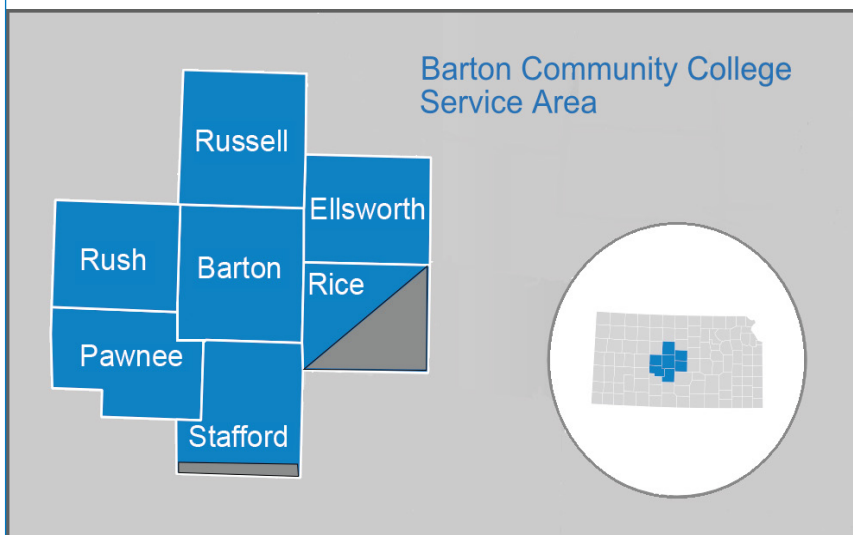 Barton Community College
Service Area
Russell
Ellsworth
Rush
Barton
Rice
Pawnee
Stafford